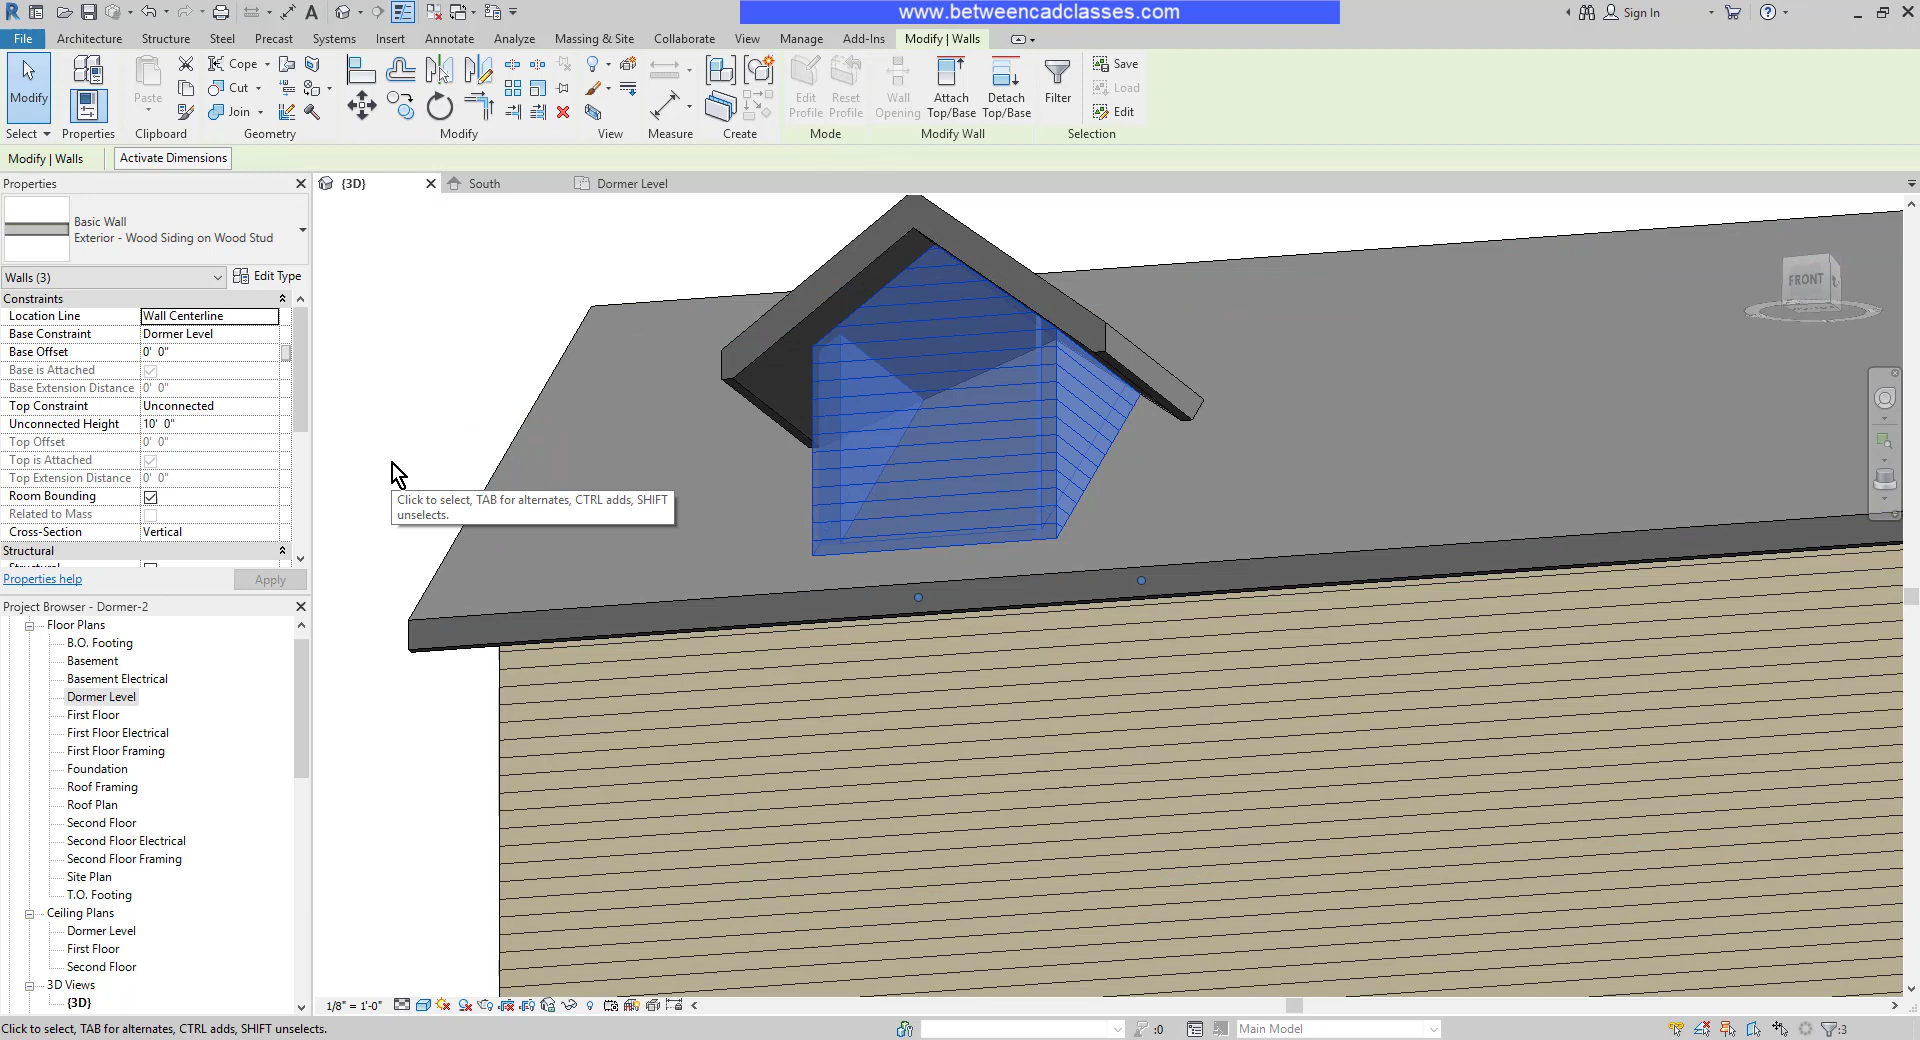 www.betweencadclasses.com
Sign In
File Architecture Structure Steel Precast Systems Insert Annotate Analyze Massing & Site Collaborate View Manage Add-Ins Modify | Walls
Modify
Select
Properties
Paste
Clipboard
Cope
Cut
Join
Geometry
Modify
View
Measure
Create
Edit Profile
Reset Profile
Mode
Wall Opening
Attach Top/Base
Detach Top/Base
Modify Wall
Filter
Save
Load
Edit
Selection
Modify | Walls
Activate Dimensions
Properties
Basic Wall
Exterior - Wood Siding on Wood Stud
Walls (3)
Edit Type
Constraints
Location Line Wall Centerline
Base Constraint Dormer Level
Base Offset 0' 0"
Base is Attached
Base Extension Distance 0' 0"
Top Constraint Unconnected
Unconnected Height 10' 0"
Top Offset 0' 0"
Top is Attached
Top Extension Distance 0' 0"
Room Bounding
Related to Mass
Cross-Section Vertical
Structural
Properties help
Apply
Project Browser - Dormer-2
Floor Plans
B.O. Footing
Basement
Basement Electrical
Dormer Level
First Floor
First Floor Electrical
First Floor Framing
Foundation
Roof Framing
Roof Plan
Second Floor
Second Floor Electrical
Second Floor Framing
Site Plan
T.O. Footing
Ceiling Plans
Dormer Level
First Floor
Second Floor
3D Views
{3D}
{3D}
South
Dormer Level
FRONT
Click to select, TAB for alternates, CTRL adds, SHIFT
unselects.
1/8" = 1'-0"
Click to select, TAB for alternates, CTRL adds, SHIFT unselects.
:0
Main Model
:3